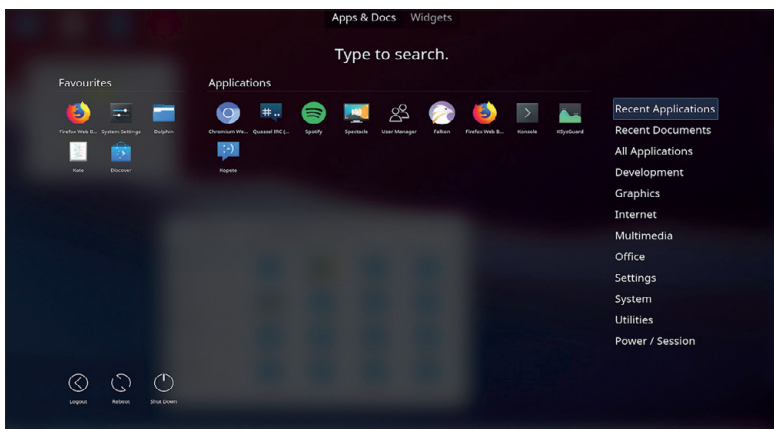 Apps & Docs Widgets
Type to search.
Favourites
Applications
Firefox Web B... System Settings Dolphin
Chromium We... Quassel IRC (... Spotify Spectacle User Manager Falkon Firefox Web B... Konsole KSysGuard
Kate Discover
Kopete
Recent Applications
Recent Documents
All Applications
Development
Graphics
Internet
Multimedia
Office
Settings
System
Utilities
Power / Session
Logout Reboot Shut Down